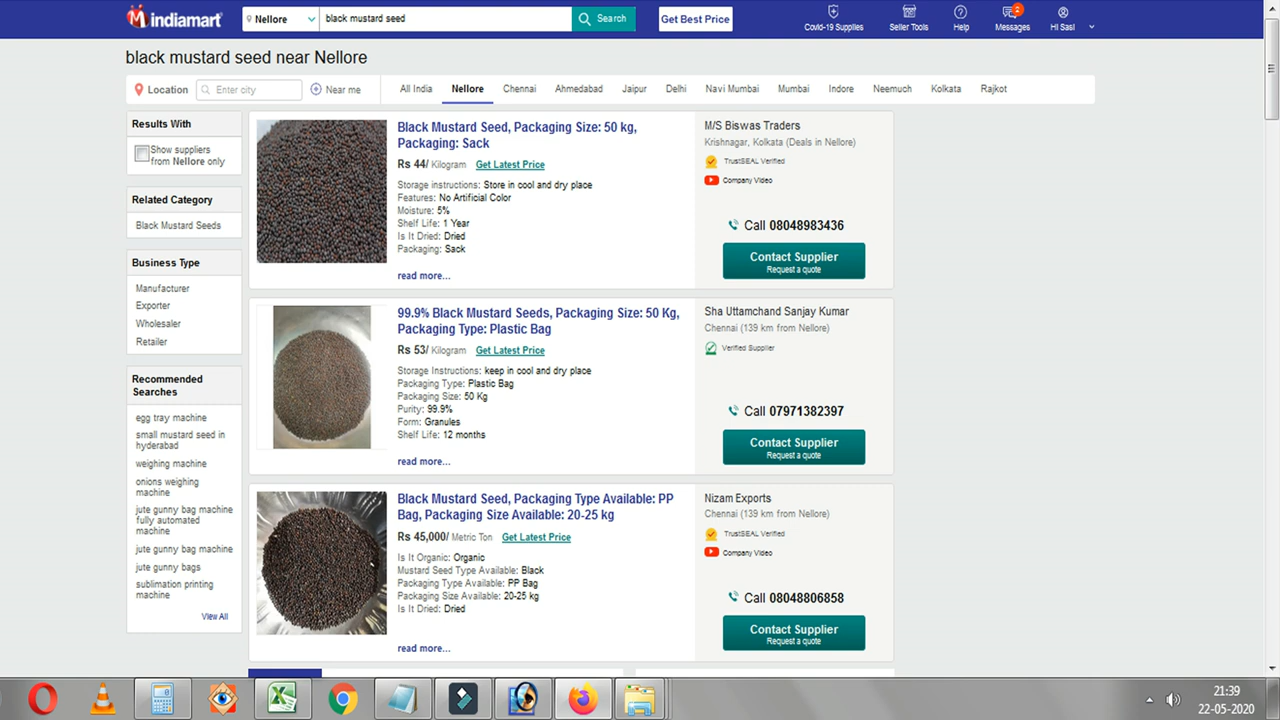 indiamart
Nellore
black mustard seed
Search
Get Best Price
Covid-19 Supplies
Seller Tools
Help
2
Messages
Hi Sasi
black mustard seed near Nellore
Location
Enter city
Near me
All India
Nellore
Chennai
Ahmedabad
Jaipur
Delhi
Navi Mumbai
Mumbai
Indore
Neemuch
Kolkata
Rajkot
Results With
Show suppliers
from Nellore only
Related Category
Black Mustard Seeds
Business Type
Manufacturer
Exporter
Wholesaler
Retailer
Recommended
Searches
egg tray machine
small mustard seed in
hyderabad
weighing machine
onions weighing
machine
jute gunny bag machine
fully automated
machine
jute gunny bag machine
jute gunny bags
sublimation printing
machine
View All
Black Mustard Seed, Packaging Size: 50 kg,
Packaging: Sack
Rs 44/ Kilogram Get Latest Price
Storage instructions: Store in cool and dry place
Features: No Artificial Color
Moisture: 5%
Shelf Life: 1 Year
Is It Dried: Dried
Packaging: Sack
read more...
M/S Biswas Traders
Krishnagar, Kolkata (Deals in Nellore)
TrustSEAL Verified
Company Video
Call 08048983436
Contact Supplier
Request a quote
99.9% Black Mustard Seeds, Packaging Size: 50 Kg,
Packaging Type: Plastic Bag
Rs 53/ Kilogram Get Latest Price
Storage Instructions: keep in cool and dry place
Packaging Type: Plastic Bag
Packaging Size: 50 Kg
Purity: 99.9%
Form: Granules
Shelf Life: 12 months
read more...
Sha Uttamchand Sanjay Kumar
Chennai (139 km from Nellore)
Verified Supplier
Call 07971382397
Contact Supplier
Request a quote
Black Mustard Seed, Packaging Type Available: PP
Bag, Packaging Size Available: 20-25 kg
Rs 45,000/ Metric Ton Get Latest Price
Is It Organic: Organic
Mustard Seed Type Available: Black
Packaging Type Available: PP Bag
Packaging Size Available: 20-25 kg
Is It Dried: Dried
read more...
Nizam Exports
Chennai (139 km from Nellore)
TrustSEAL Verified
Company Video
Call 08048806858
Contact Supplier
Request a quote
21:39
22-05-2020